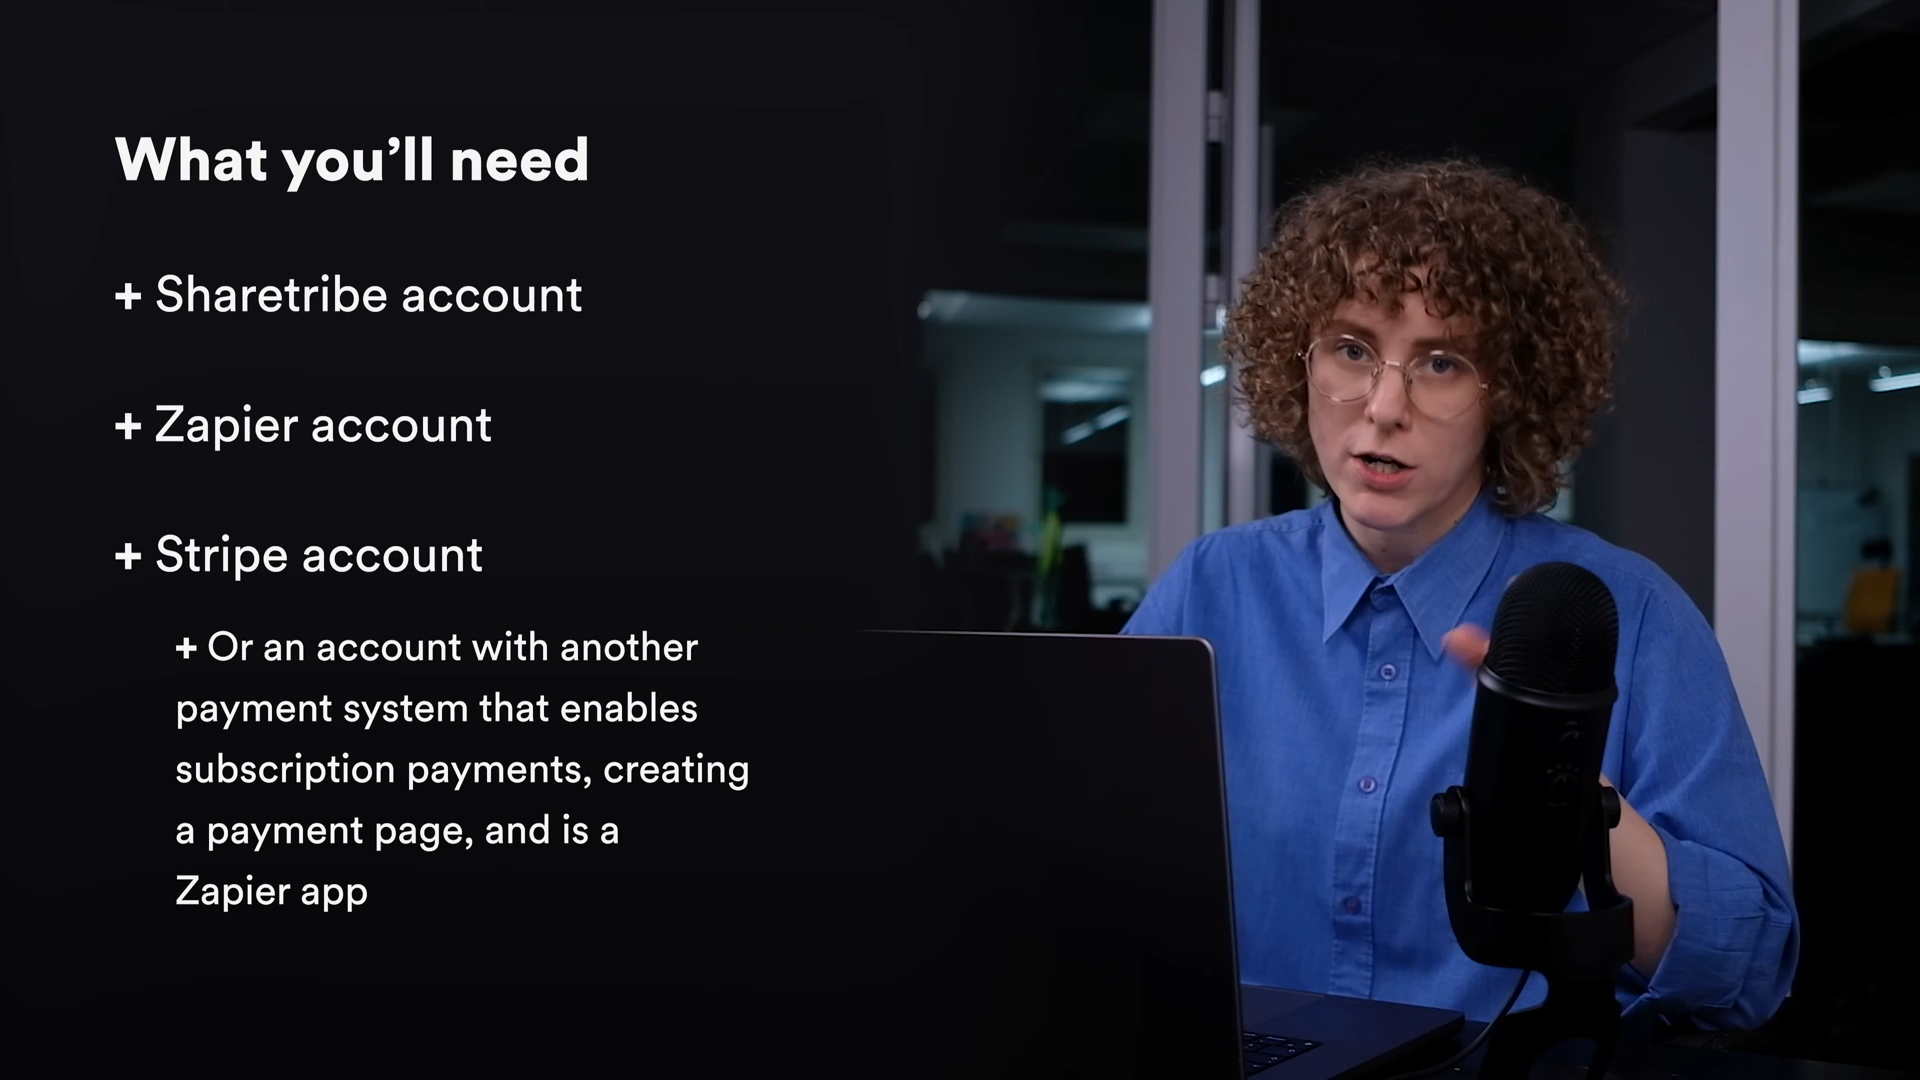 What you’ll need
+ Sharetribe account
+ Zapier account
+ Stripe account
+ Or an account with another
payment system that enables
subscription payments, creating
a payment page, and is a
Zapier app